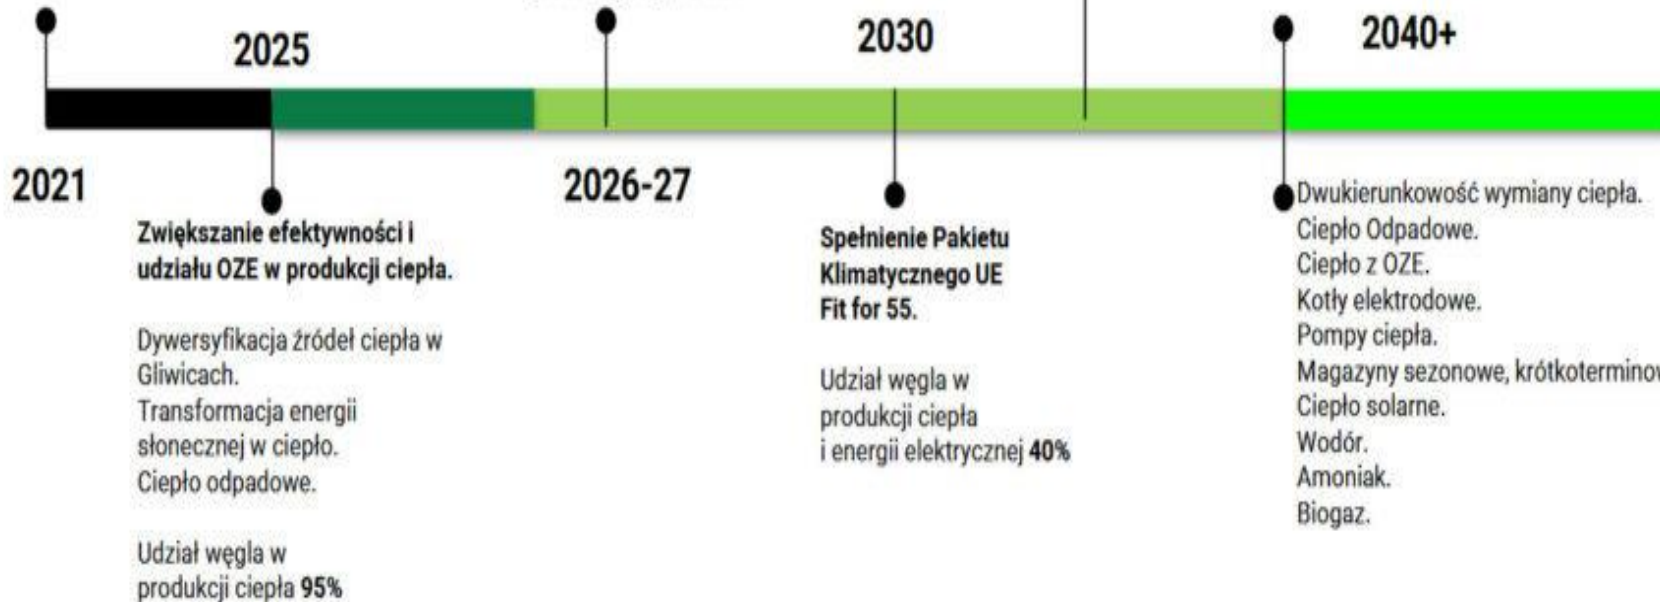 2025
2030
2040+
2021
2026-27
Zwiększanie efektywności i
udziału OZE w produkcji ciepła.
Dywersyfikacja źródeł ciepła w
Gliwicach.
Transformacja energii
słonecznej w ciepło.
Ciepło odpadowe.
Udział węgla w
produkcji ciepła 95%
Spełnienie Pakietu
Klimatycznego UE
Fit for 55.
Udział węgla w
produkcji ciepła
i energii elektrycznej 40%
Dwukierunkowość wymiany ciepła.
Ciepło Odpadowe.
Ciepło z OZE.
Kotły elektrodowe.
Pompy ciepła.
Magazyny sezonowe,
Ciepło solarne.
Wodór.
Amoniak.
Biogaz.